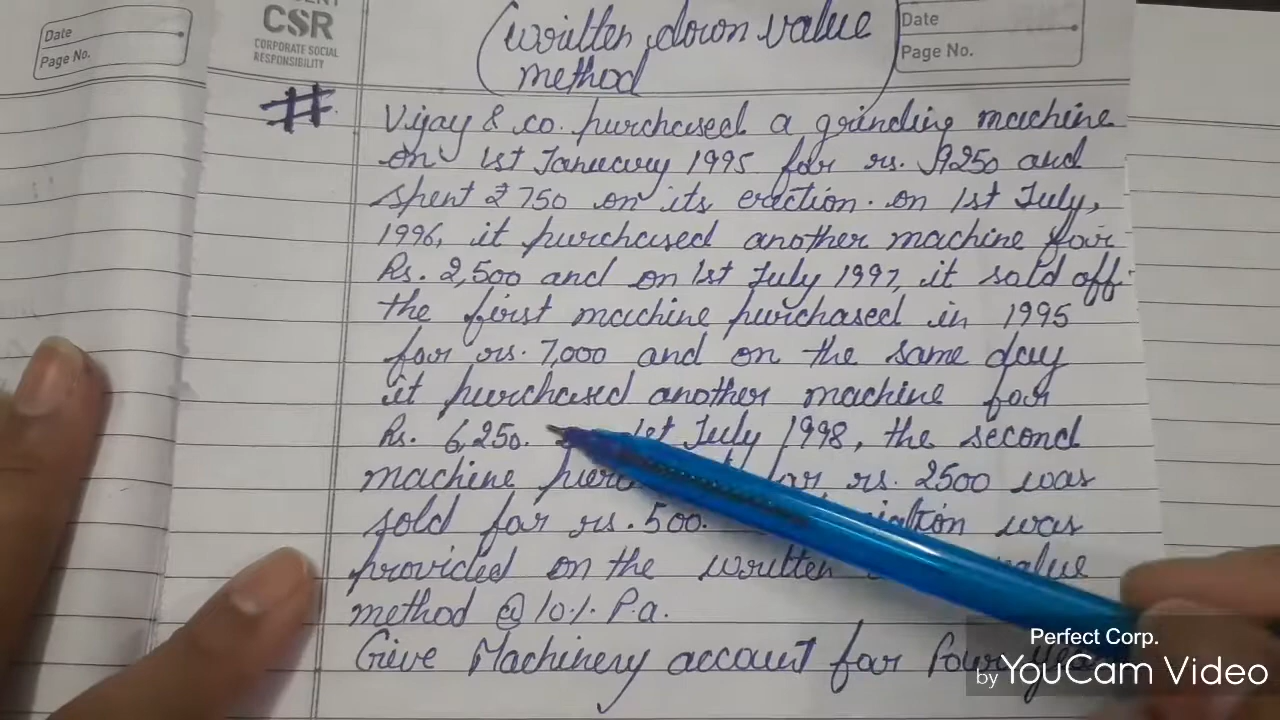 Date
Page No.
CSR
CORPORATE SOCIAL
RESPONSIBILITY
(written down value
method)
Date
Page No.
# Vijay & co. purchased a grinding machine
on 1st January 1995 for rs. 9250 and
spent ₹ 750 on its erection. on 1st July,
1996, it purchased another machine for
Rs. 2,500 and on 1st July 1997, it sold off
the first machine purchased in 1995
for rs. 7,000 and on the same day
it purchased another machine for
Rs. 6,250. 1st July 1998, the second
machine rs. 2500 was
sold for rs. 500. was
provided on the written value
method @ 10% P.a.
Give Machinery account for Four
Perfect Corp.
by YouCam Video